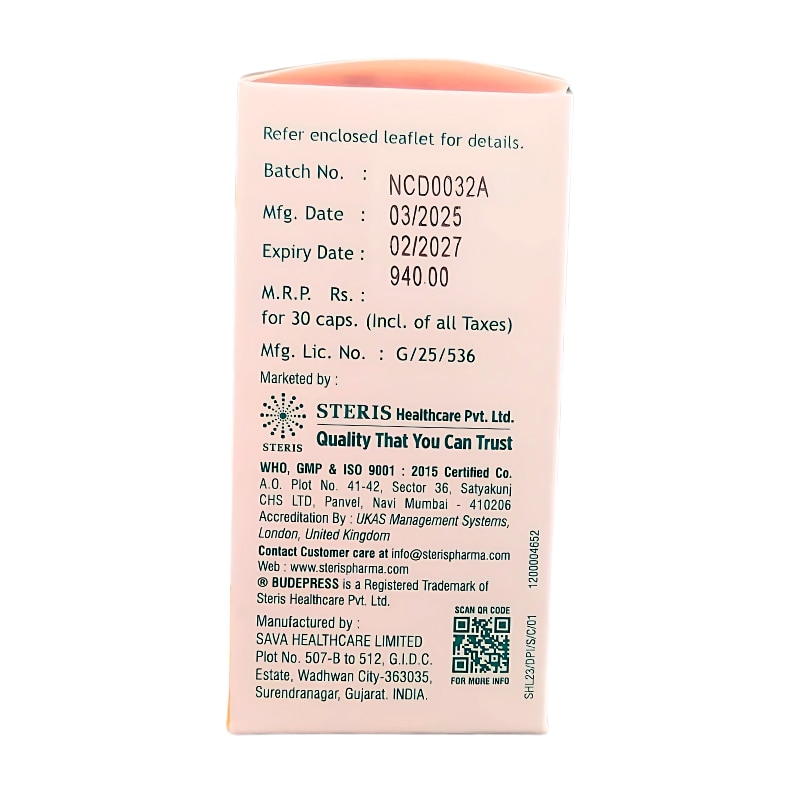 Refer enclosed leaflet for details.
Batch No. : NCD0032A
Mfg. Date : 03/2025
Expiry Date : 02/2027
M.R.P. Rs. : 940.00
for 30 caps. (Incl. of all Taxes)
Mfg. Lic. No. : G/25/536
Marketed by :
STERIS
STERIS Healthcare Pvt. Ltd.
Quality That You Can Trust
WHO, GMP & ISO 9001 : 2015 Certified Co.
A.O. Plot No. 41-42, Sector 36, Satyakunj
CHS LTD, Panvel, Navi Mumbai - 410206
Accreditation By : UKAS Management Systems,
London, United Kingdom
Contact Customer care at info@sterispharma.com
Web : www.sterispharma.com
® BUDEPRESS is a Registered Trademark of
Steris Healthcare Pvt. Ltd.
Manufactured by :
SAVA HEALTHCARE LIMITED
Plot No. 507-B to 512, G.I.D.C.
Estate, Wadhwan City-363035,
Surendranagar, Gujarat. INDIA.
SCAN QR CODE
FOR MORE INFO
SHL23/DPI/S/C/01
1200004652